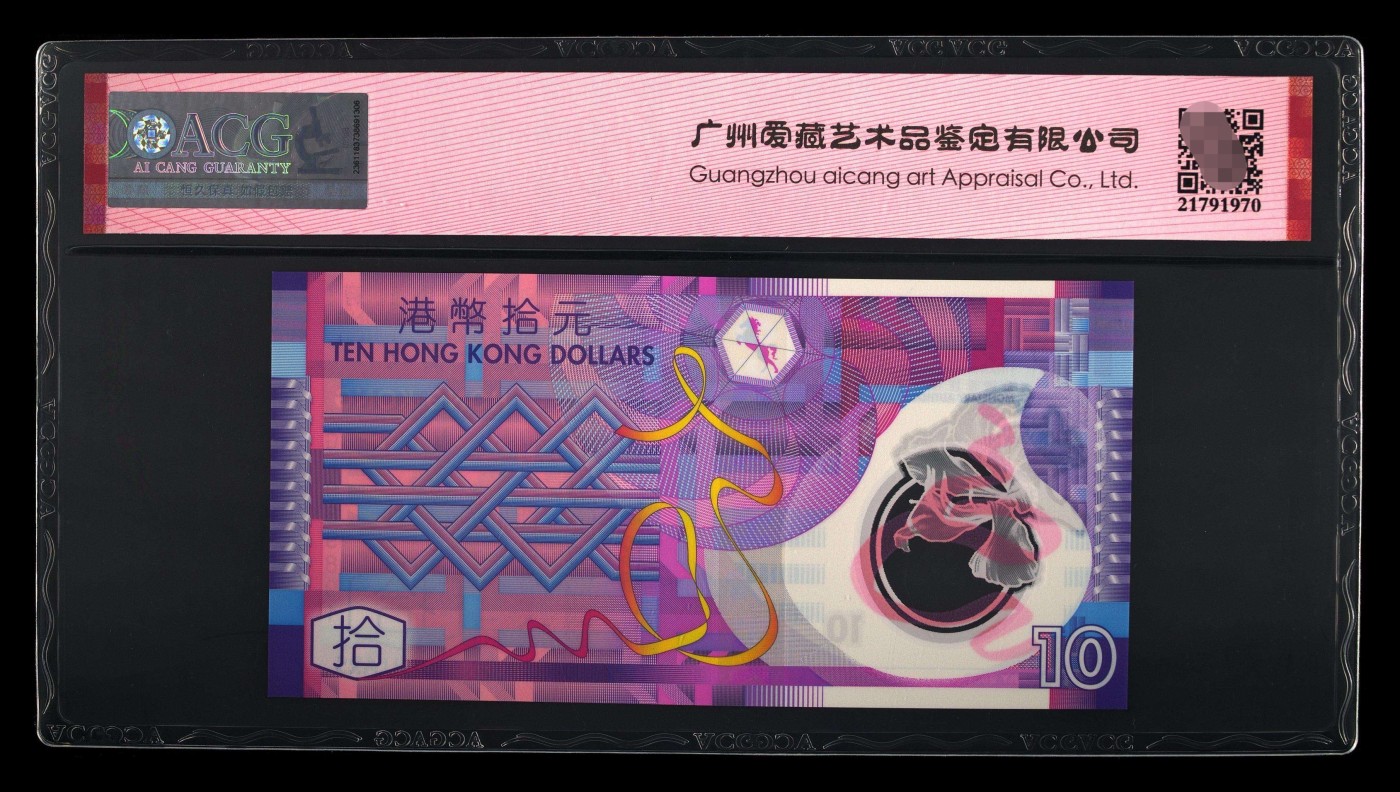 ACG
AI CANG GUARANTY
广州爱藏艺术品鉴定有限公司
Guangzhou aicang art Appraisal Co., Ltd.
21791970
港幣拾元
TEN HONG KONG DOLLARS
拾
10